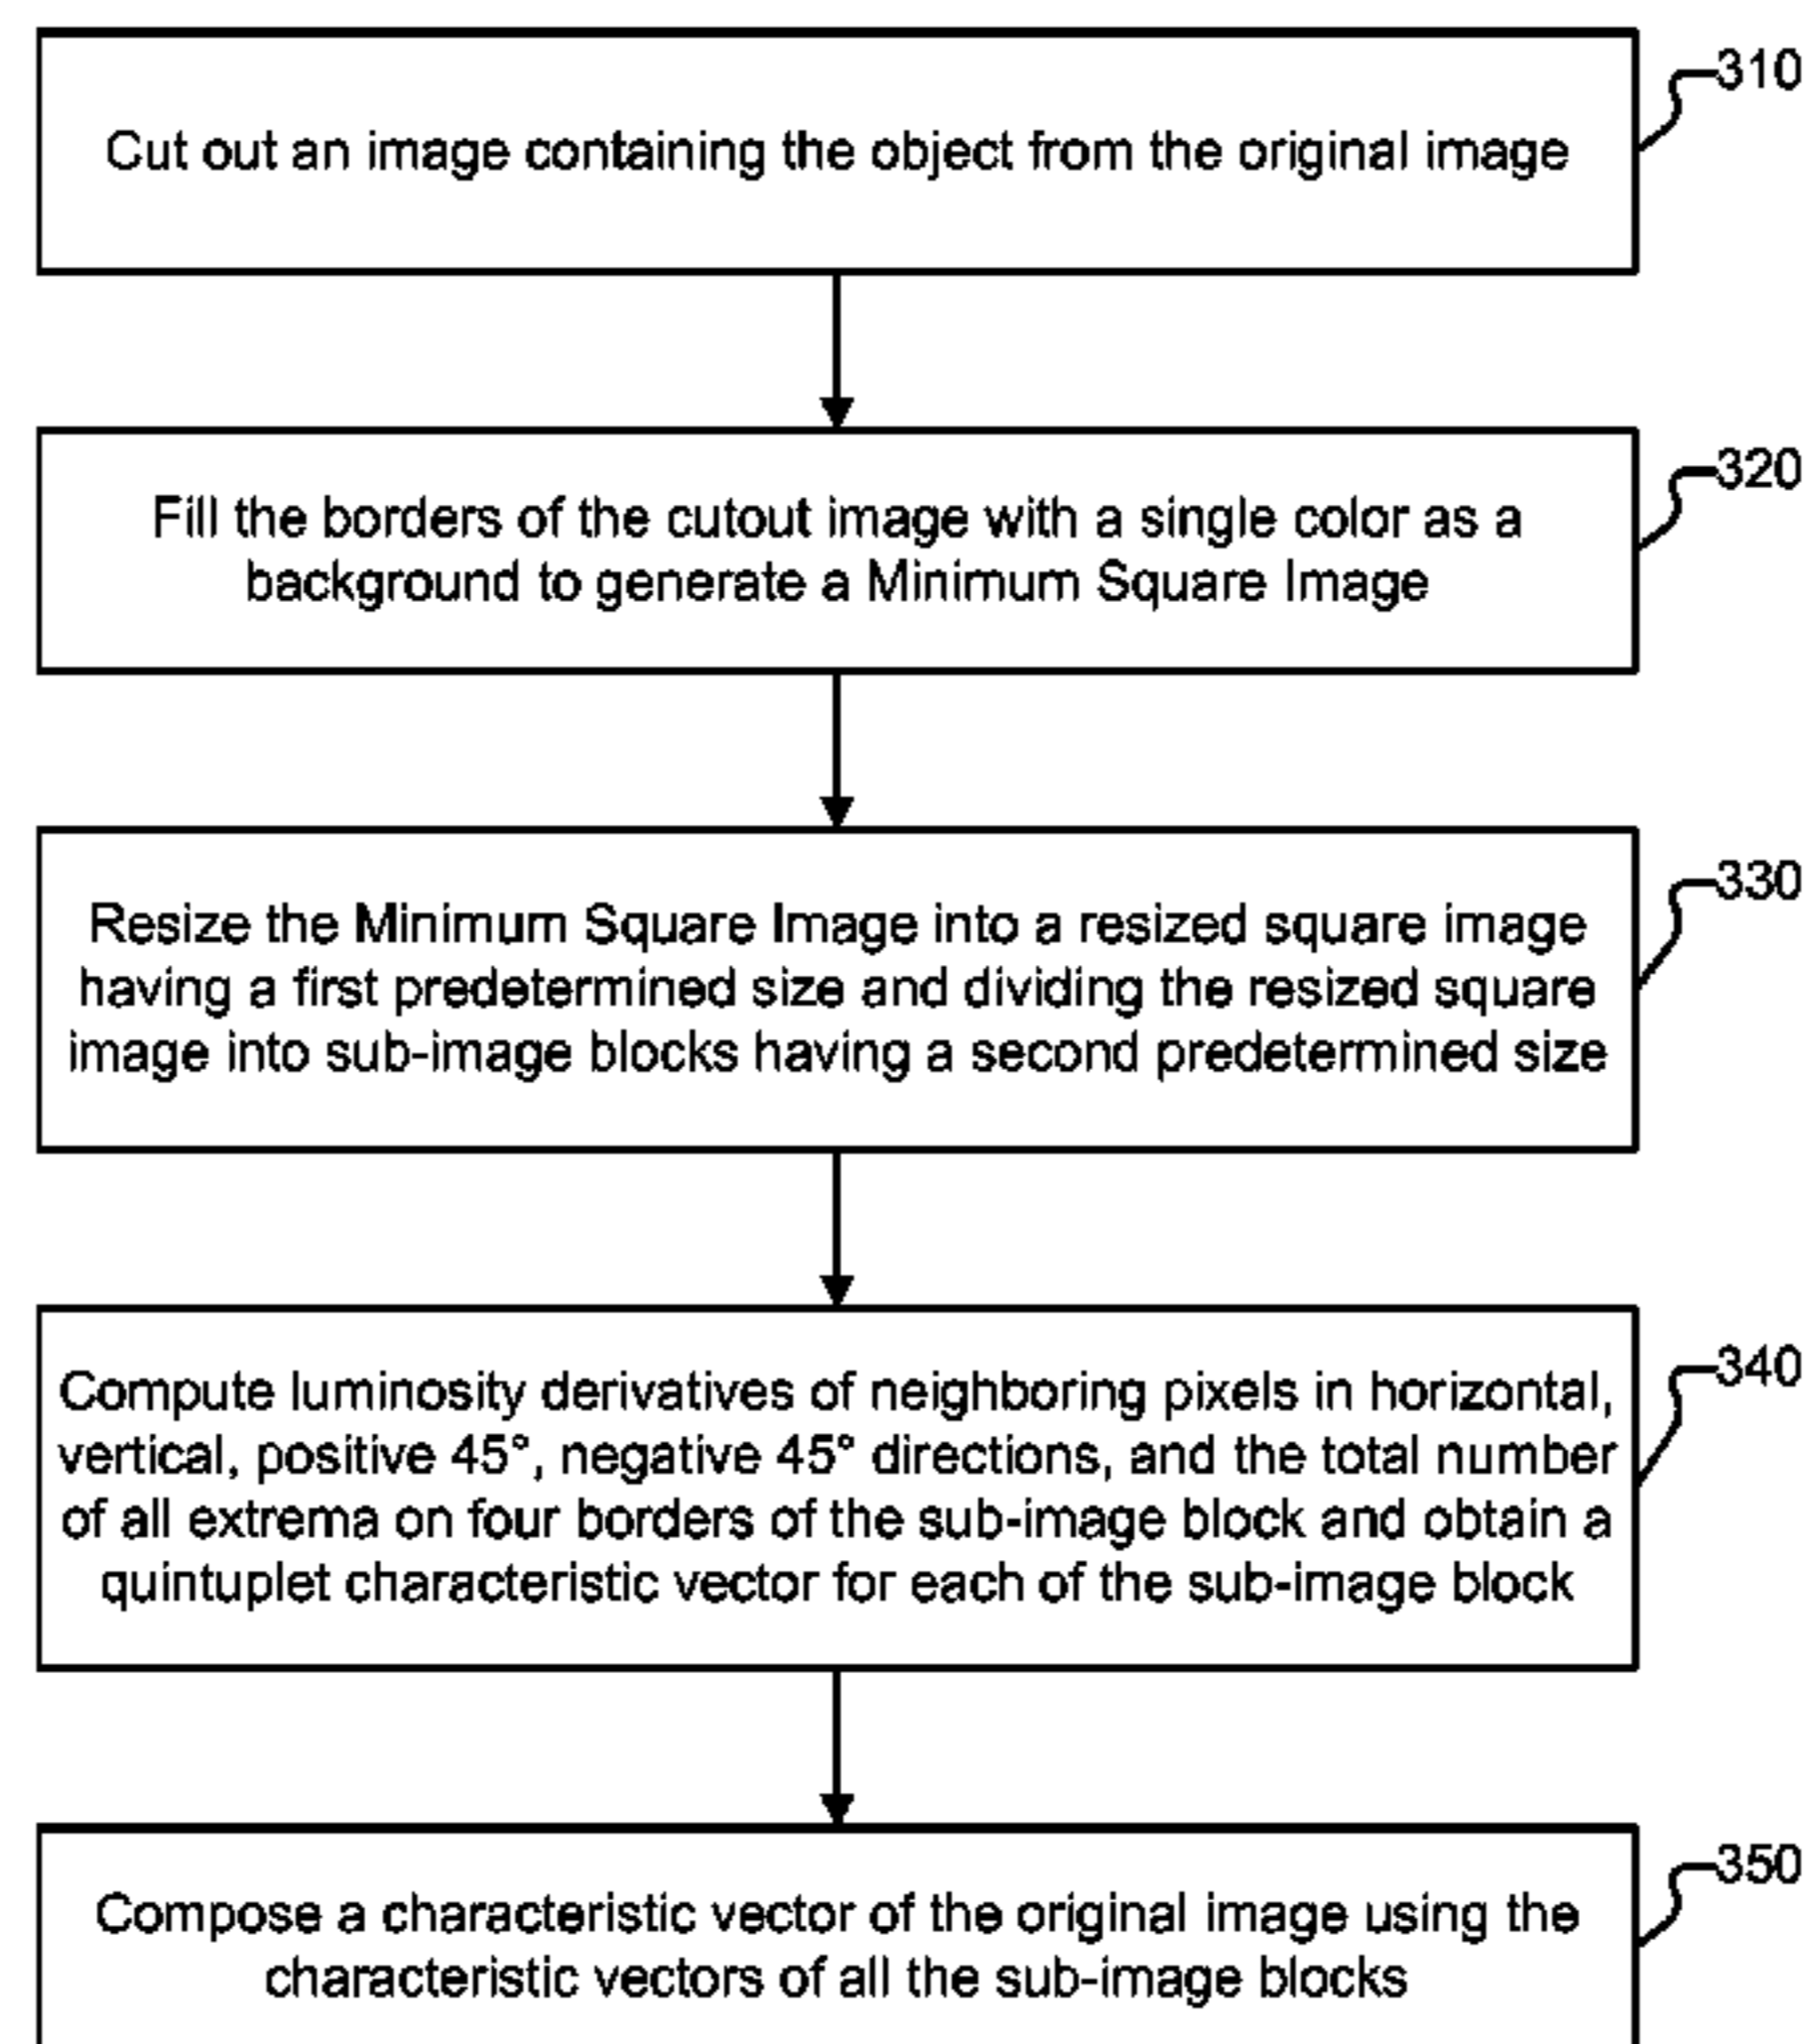 310
Cut out an image containing the object from the original image
320
Fill the borders of the cutout image with a single color as a
background to generate a Minimum Square Image
330
Resize the Minimum Square Image into a resized square image
having a first predetermined size and dividing the resized square
image into sub-image blocks having a second predetermined size
340
Compute luminosity derivatives of neighboring pixels in horizontal,
vertical, positive 45°, negative 45° directions, and the total number
of all extrema on four borders of the sub-image block and obtain a
quintuplet characteristic vector for each of the sub-image block
350
Compose a characteristic vector of the original image using the
characteristic vectors of all the sub-image blocks